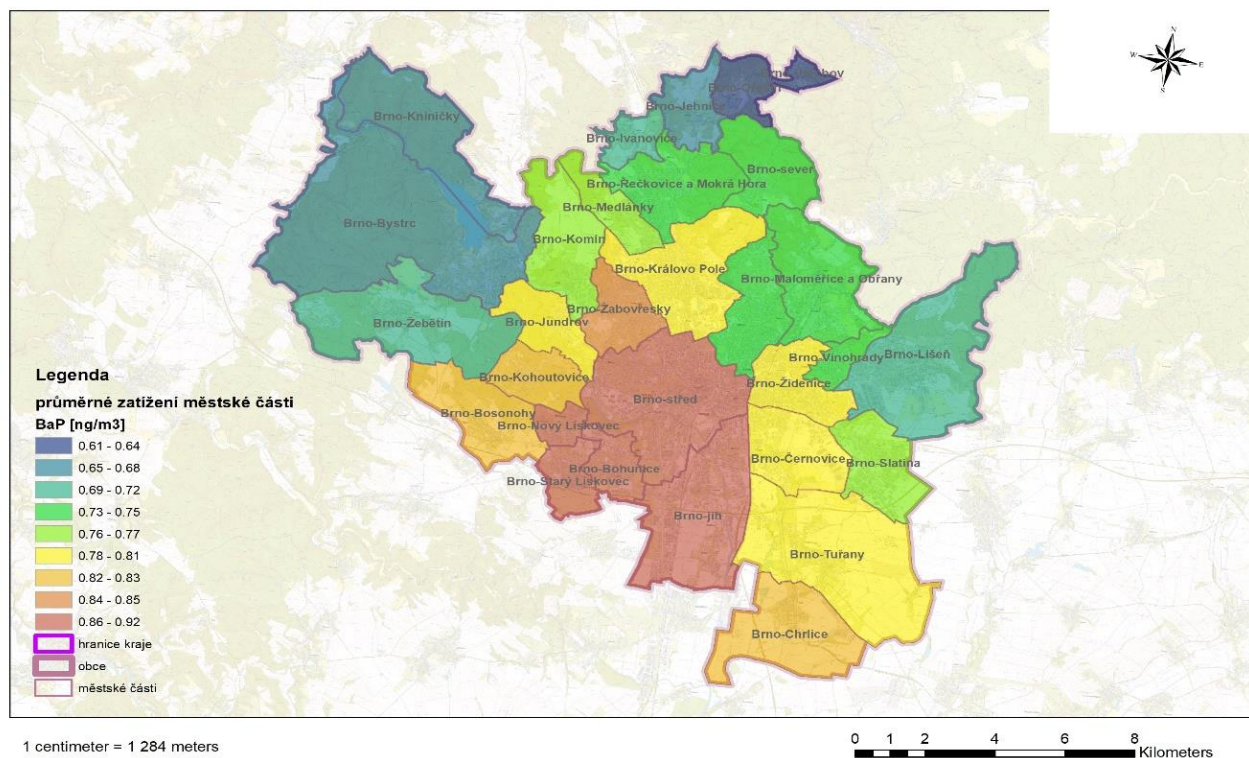 N
W
E
S
Brno-Jehnice
Brno-Kníničky
Brno-Ivanovice
Brno-sever
Brno-Řečkovice a Mokrá Hora
Brno-Medlánky
Brno-Bystrc
Brno-Komín
Brno-Královo Pole
Brno-Maloměřice a Obřany
Brno-Žabovřesky
Brno-Žebětín
Brno-Jundrov
Brno-Vinohrady
Brno-Líšeň
Brno-Kohoutovice
Brno-Židenice
Brno-střed
Brno-Bosonohy
Brno-Nový Lískovec
Brno-Černovice
Brno-Slatina
Brno-Bohunice
Brno-Starý Lískovec
Brno-jih
Brno-Tuřany
Brno-Chrlice
Legenda
průměrné zatížení městské části
BaP [ng/m3]
0.61 - 0.64
0.65 - 0.68
0.69 - 0.72
0.73 - 0.75
0.76 - 0.77
0.78 - 0.81
0.82 - 0.83
0.84 - 0.85
0.86 - 0.92
hranice kraje
obce
městské části
1 centimeter = 1 284 meters
0 1 2 4 6 8
Kilometers